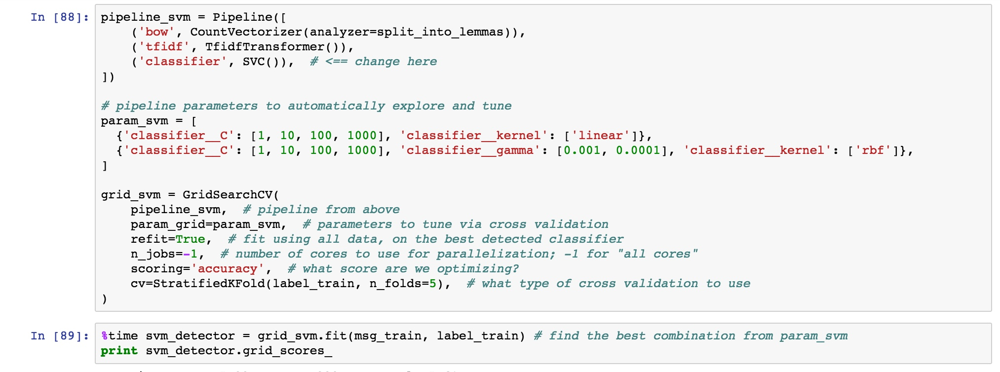 In [88]:
pipeline_svm = Pipeline([
    ('bow', CountVectorizer(analyzer=split_into_lemmas)),
    ('tfidf', TfidfTransformer()),
    ('classifier', SVC()),  # <== change here
])

# pipeline parameters to automatically explore and tune
param_svm = [
  {'classifier__C': [1, 10, 100, 1000], 'classifier__kernel': ['linear']},
  {'classifier__C': [1, 10, 100, 1000], 'classifier__gamma': [0.001, 0.0001], 'classifier__kernel': ['rbf']},
]

grid_svm = GridSearchCV(
    pipeline_svm,  # pipeline from above
    param_grid=param_svm,  # parameters to tune via cross validation
    refit=True,  # fit using all data, on the best detected classifier
    n_jobs=-1,  # number of cores to use for parallelization; -1 for "all cores"
    scoring='accuracy',  # what score are we optimizing?
    cv=StratifiedKFold(label_train, n_folds=5),  # what type of cross validation to use
)
In [89]:
%time svm_detector = grid_svm.fit(msg_train, label_train) # find the best combination from param_svm
print svm_detector.grid_scores_